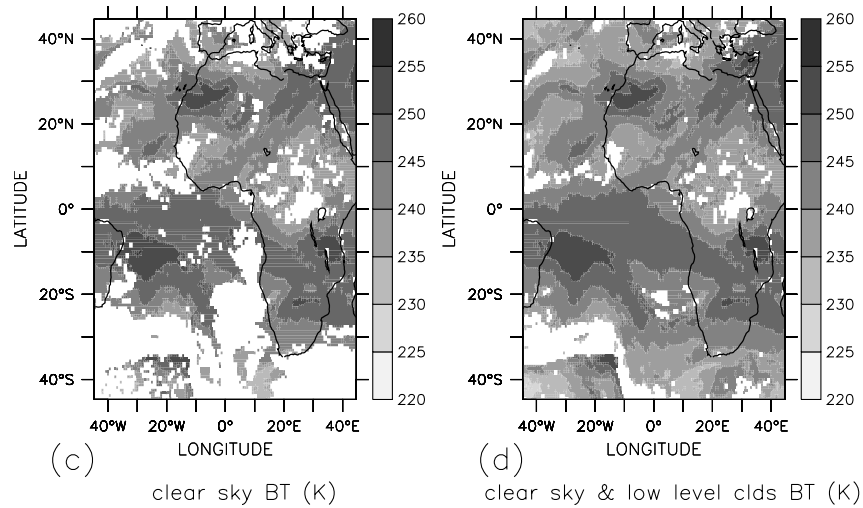 40°N
20°N
0°
20°S
40°S
LATITUDE
40°W
20°W
0°
20°E
40°E
LONGITUDE
260
255
250
245
240
235
230
225
220
(c)
clear sky BT (K)
40°N
20°N
0°
20°S
40°S
LATITUDE
40°W
20°W
0°
20°E
40°E
LONGITUDE
260
255
250
245
240
235
230
225
220
(d)
clear sky & low level clds BT (K)